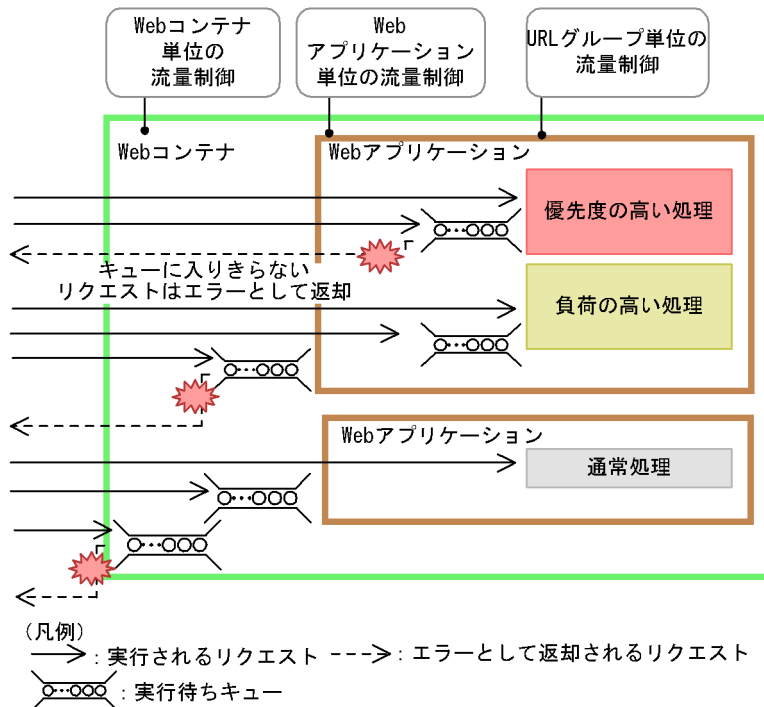 Webコンテナ
単位の
流量制御
Web
アプリケーション
単位の流量制御
URLグループ単位の
流量制御
Webコンテナ
Webアプリケーション
優先度の高い処理
キューに入りきらない
リクエストはエラーとして返却
負荷の高い処理
Webアプリケーション
通常処理
(凡例)
：実行されるリクエスト
：エラーとして返却されるリクエスト
：実行待ちキュー